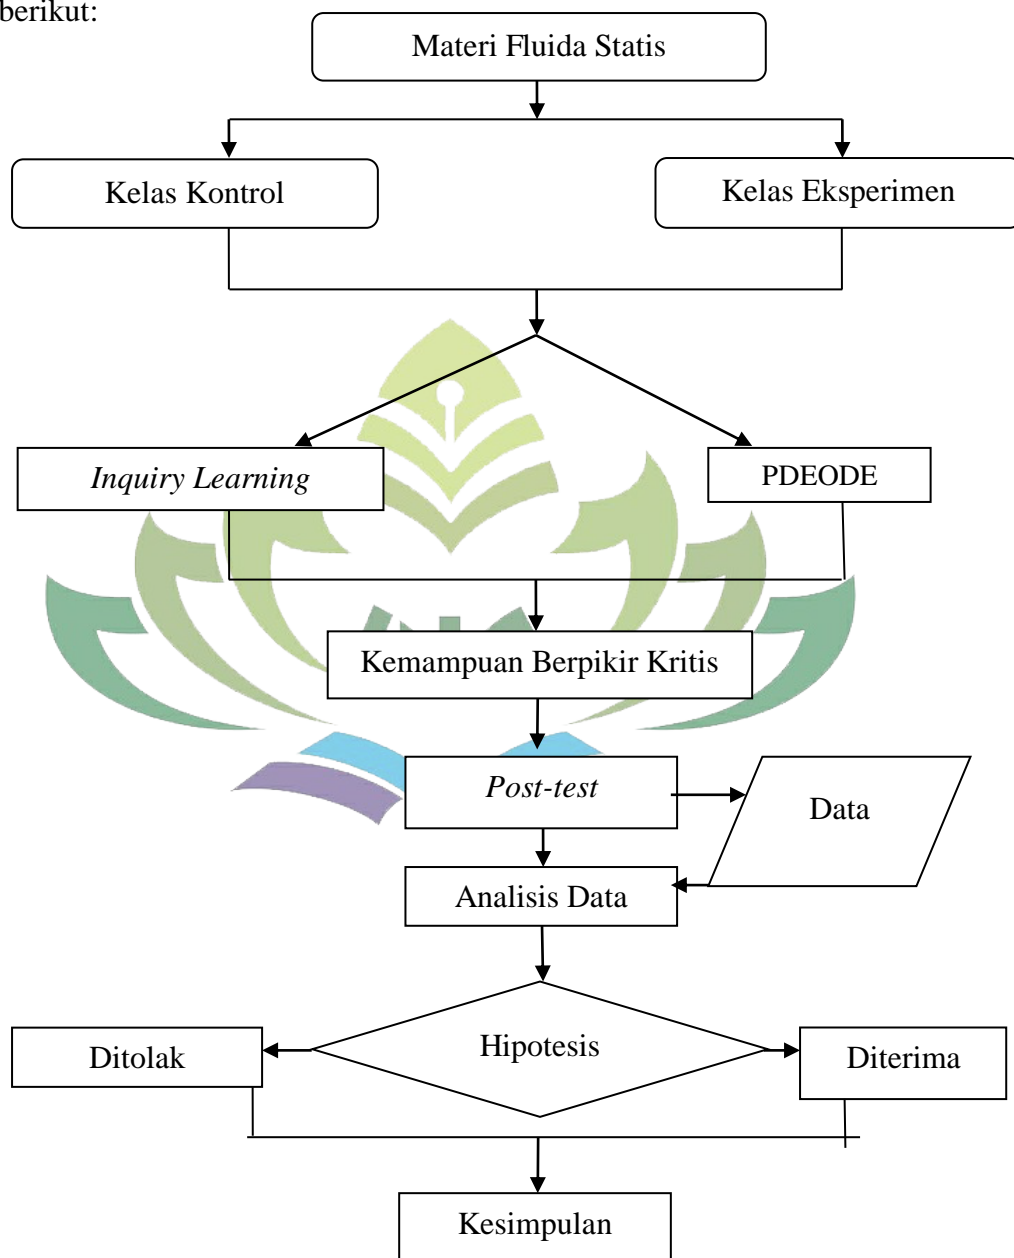 berikut:
Materi Fluida Statis
Kelas Kontrol
Kelas Eksperimen
Inquiry Learning
PDEODE
Kemampuan Berpikir Kritis
Post-test
Data
Analisis Data
Hipotesis
Ditolak
Diterima
Kesimpulan